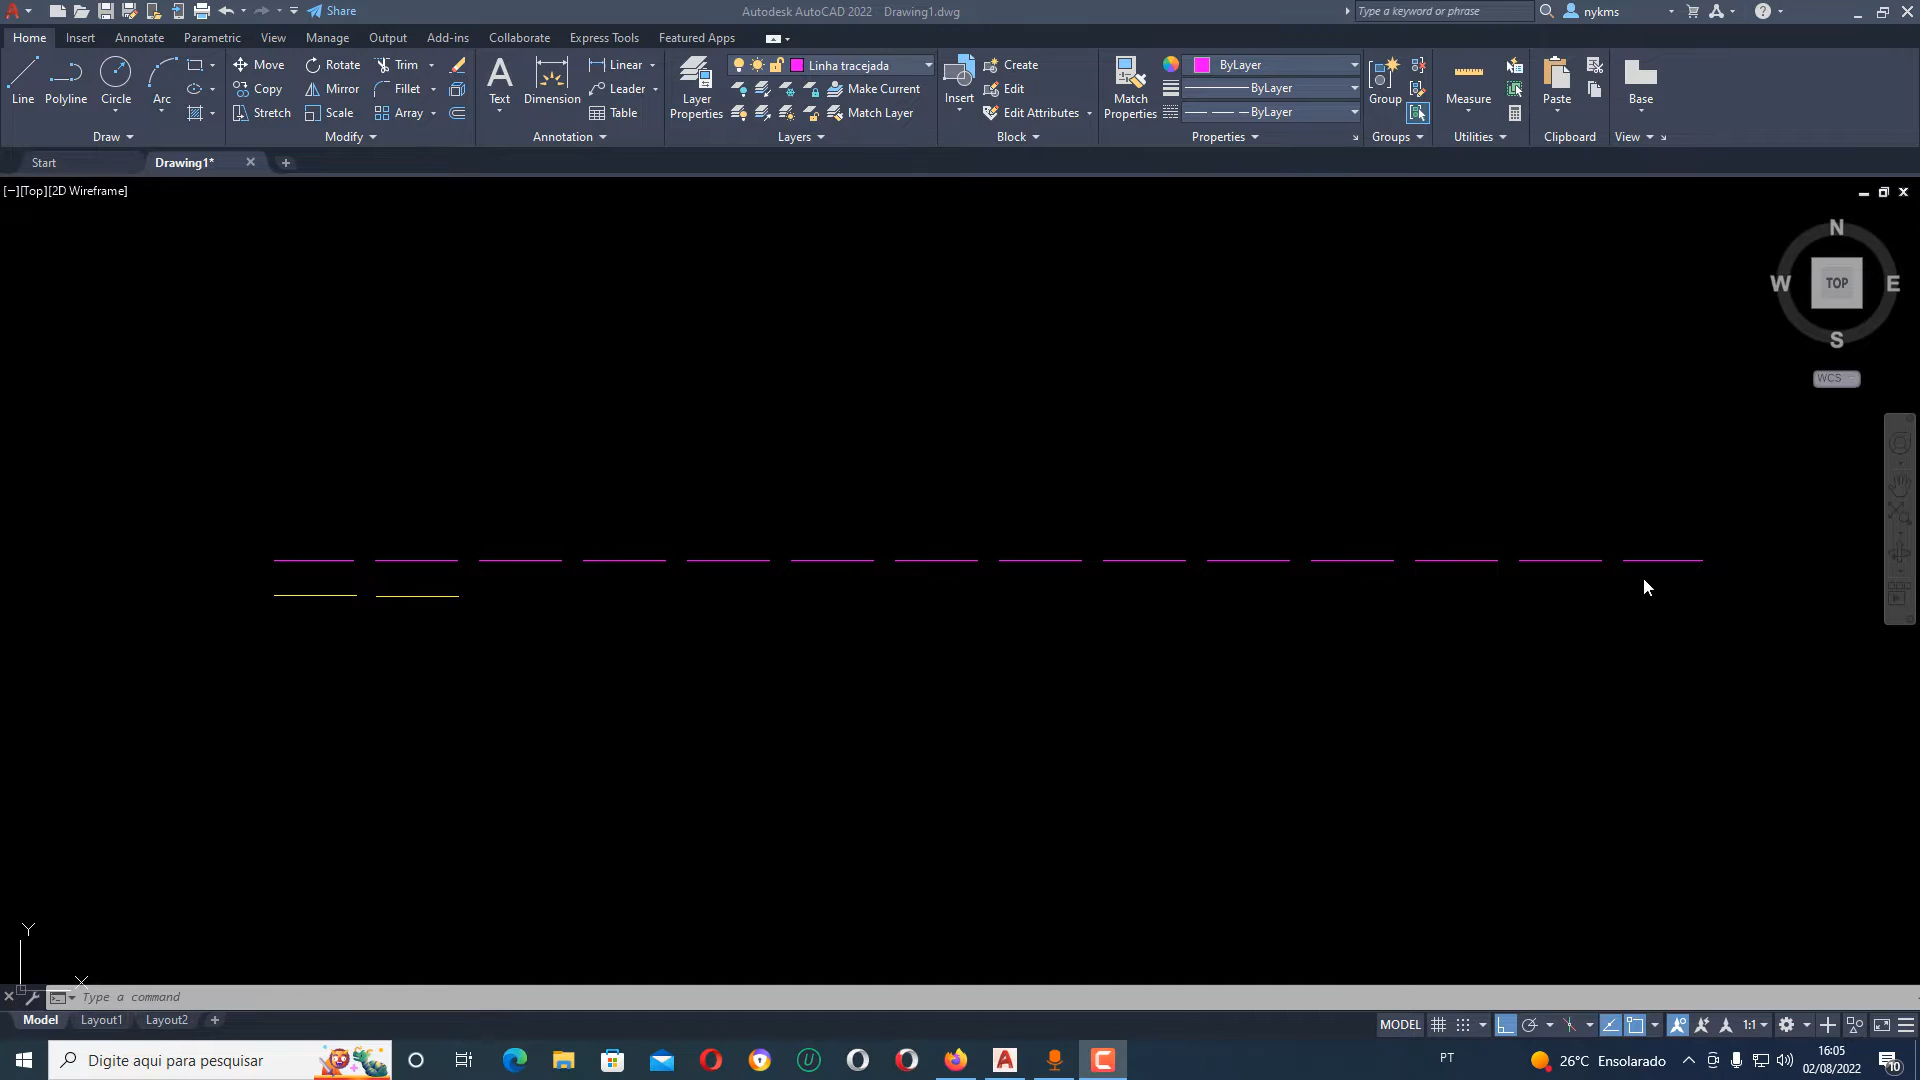 Share
Autodesk AutoCAD 2022 Drawing1.dwg
Type a keyword or phrase
nykms
Home Insert Annotate Parametric View Manage Output Add-ins Collaborate Express Tools Featured Apps
Move Rotate Trim Linear Linha tracejada Create ByLayer
Copy Mirror Fillet Leader Make Current Edit ByLayer
Line Polyline Circle Arc Text Dimension Layer Properties Insert Match Properties Group Measure Paste Base
Stretch Scale Array Table Match Layer Edit Attributes ByLayer
Draw Modify Annotation Layers Block Properties Groups Utilities Clipboard View
Start Drawing1*
[−][Top][2D Wireframe]
N
W TOP E
S
WCS
Y
X
Type a command
Model Layout1 Layout2
MODEL 1:1
Digite aqui para pesquisar
PT
26°C Ensolarado
16:05
02/08/2022
10